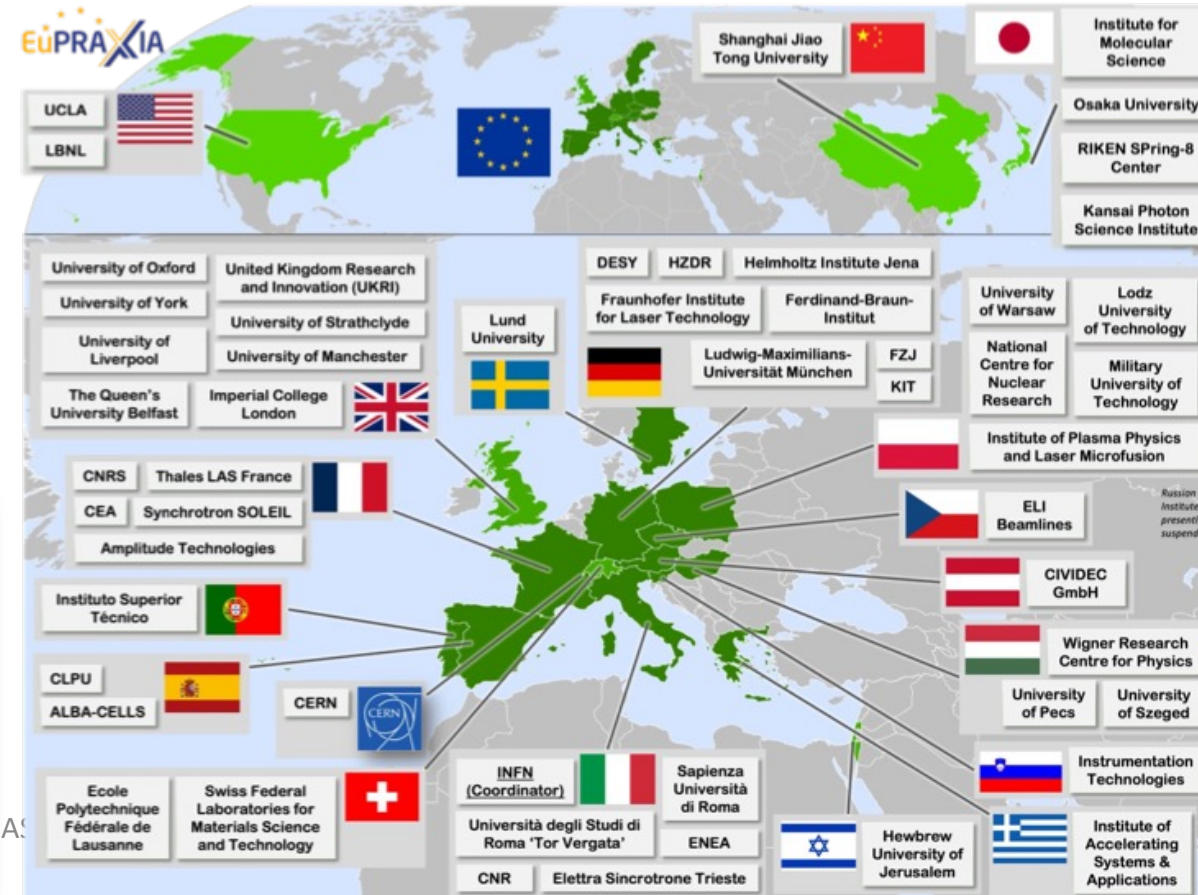 EuPRAXIA
UCLA
LBNL
Shanghai Jiao
Tong University
Institute for
Molecular
Science
Osaka University
RIKEN SPring-8
Center
Kansai Photon
Science Institute
University of Oxford
United Kingdom Research
and Innovation (UKRI)
University of York
University of Strathclyde
University of
Liverpool
University of Manchester
The Queen's
University Belfast
Imperial College
London
Lund
University
DESY
HZDR
Helmholtz Institute Jena
Fraunhofer Institute
for Laser Technology
Ferdinand-Braun-
Institut
Ludwig-Maximilians-
Universität München
FZJ
KIT
University
of Warsaw
Lodz
University
of Technology
National
Centre for
Nuclear
Research
Military
University of
Technology
Institute of Plasma Physics
and Laser Microfusion
CNRS
Thales LAS France
CEA
Synchrotron SOLEIL
Amplitude Technologies
ELI
Beamlines
Russian
Institute
present
suspend
CIVIDEC
GmbH
Instituto Superior
Técnico
Wigner Research
Centre for Physics
University
of Pecs
University
of Szeged
CLPU
ALBA-CELLS
CERN
CERN
Instrumentation
Technologies
Ecole
Polytechnique
Fédérale de
Lausanne
Swiss Federal
Laboratories for
Materials Science
and Technology
INFN
(Coordinator)
Sapienza
Università
di Roma
Università degli Studi di
Roma 'Tor Vergata'
ENEA
CNR
Elettra Sincrotrone Trieste
Hewbrew
University of
Jerusalem
Institute of
Accelerating
Systems &
Applications